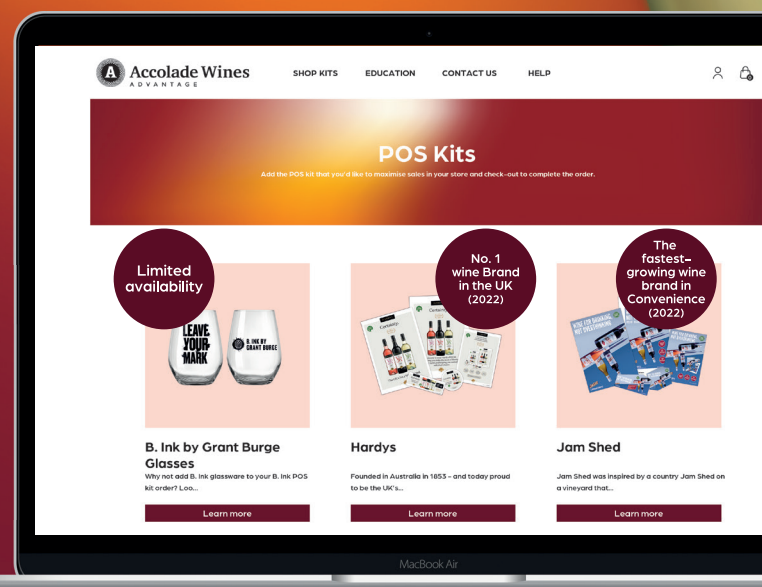 Accolade Wines
ADVANTAGE
SHOP KITS
EDUCATION
CONTACT US
HELP
0
POS Kits
Add the POS kit that you'd like to maximise sales in your store and check-out to complete the order.
Limited
availability
LEAVE
YOUR
MARK
B. INK BY
GRANT BURGE
B. Ink by Grant Burge
Glasses
Why not add B. Ink glassware to your B. Ink POS
kit order? Loo...
Learn more
No. 1
wine Brand
in the UK
(2022)
Certainty.
Hardys
Founded in Australia in 1853 – and today proud
to be the UK's...
Learn more
The
fastest–
growing wine
brand in
Convenience
(2022)
Jam Shed
Jam Shed was inspired by a country Jam Shed on
a vineyard that...
Learn more
MacBook Air